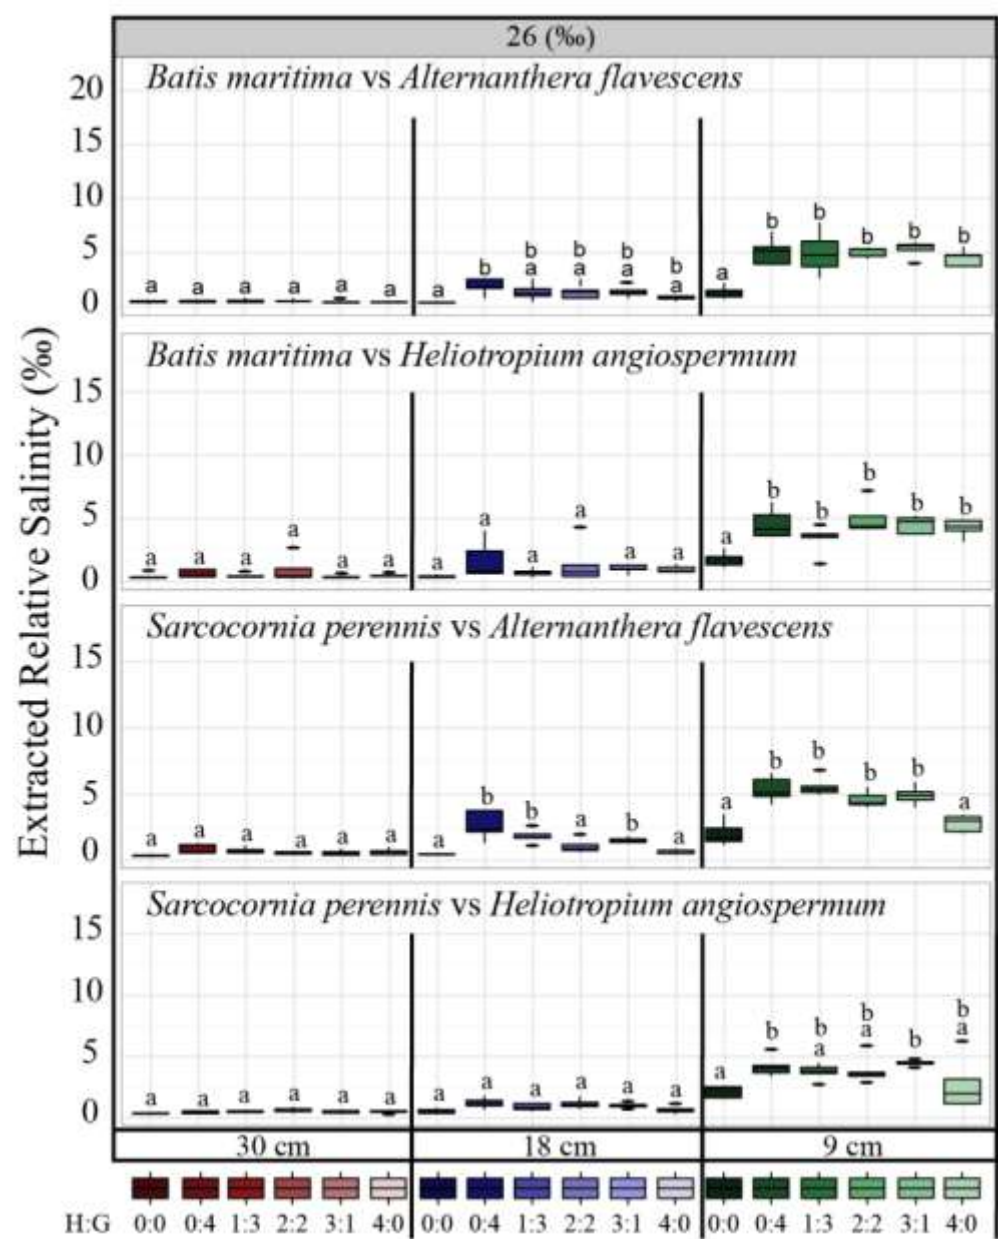 26 (‰)
Batis maritima vs Alternanthera flavescens
20
15
10
5
0
a a a a a a a b b a b a b a b a a b b b b b
Batis maritima vs Heliotropium angiospermum
15
10
5
0
a a a a a a a a a a a a b b b b b
Sarcocornia perennis vs Alternanthera flavescens
15
10
5
0
a a a a a a b b a b a a b b b b a
Sarcocornia perennis vs Heliotropium angiospermum
15
10
5
0
a a a a a a a a a a a a b b a b a b b a
Extracted Relative Salinity (‰)
30 cm 18 cm 9 cm
H:G 0:0 0:4 1:3 2:2 3:1 4:0 0:0 0:4 1:3 2:2 3:1 4:0 0:0 0:4 1:3 2:2 3:1 4:0